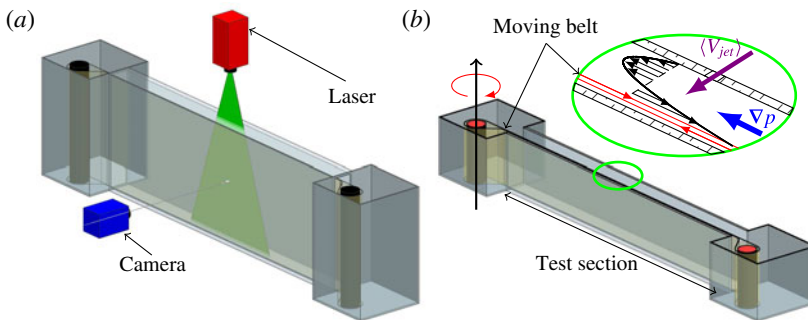 (a)
Laser
Camera
(b)
Moving belt
⟨V_jet⟩
∇p
Test section